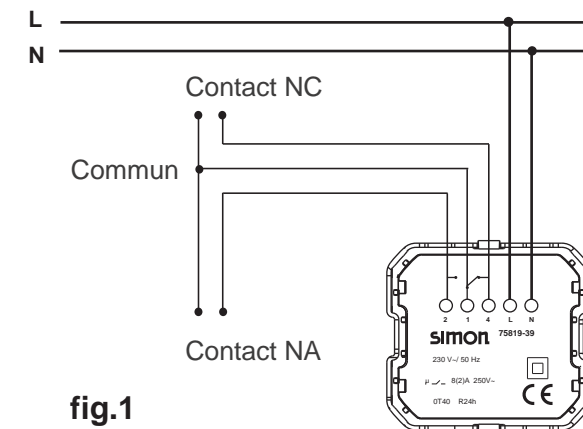 L
N
Contact NC
Commun
2 1 4 L N
simon 75819-39
230 V~/ 50 Hz
µ 8(2)A 250V~
0T40 R24h
CE
Contact NA
fig.1